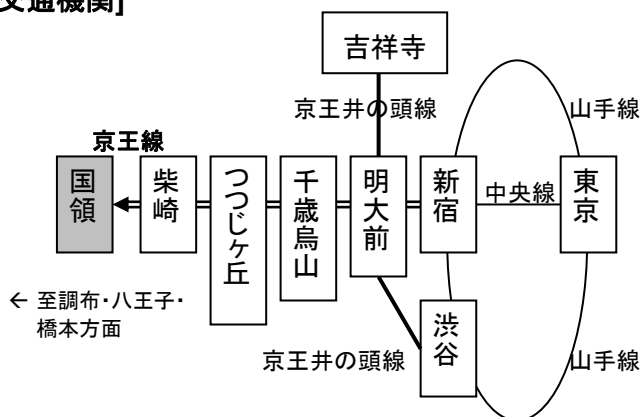 交通機関]
吉祥寺
京王井の頭線
山手線
京王線
国領
柴崎
つつじヶ丘
千歳烏山
明大前
新宿
中央線
東京
← 至調布・八王子・
橋本方面
渋谷
京王井の頭線
山手線